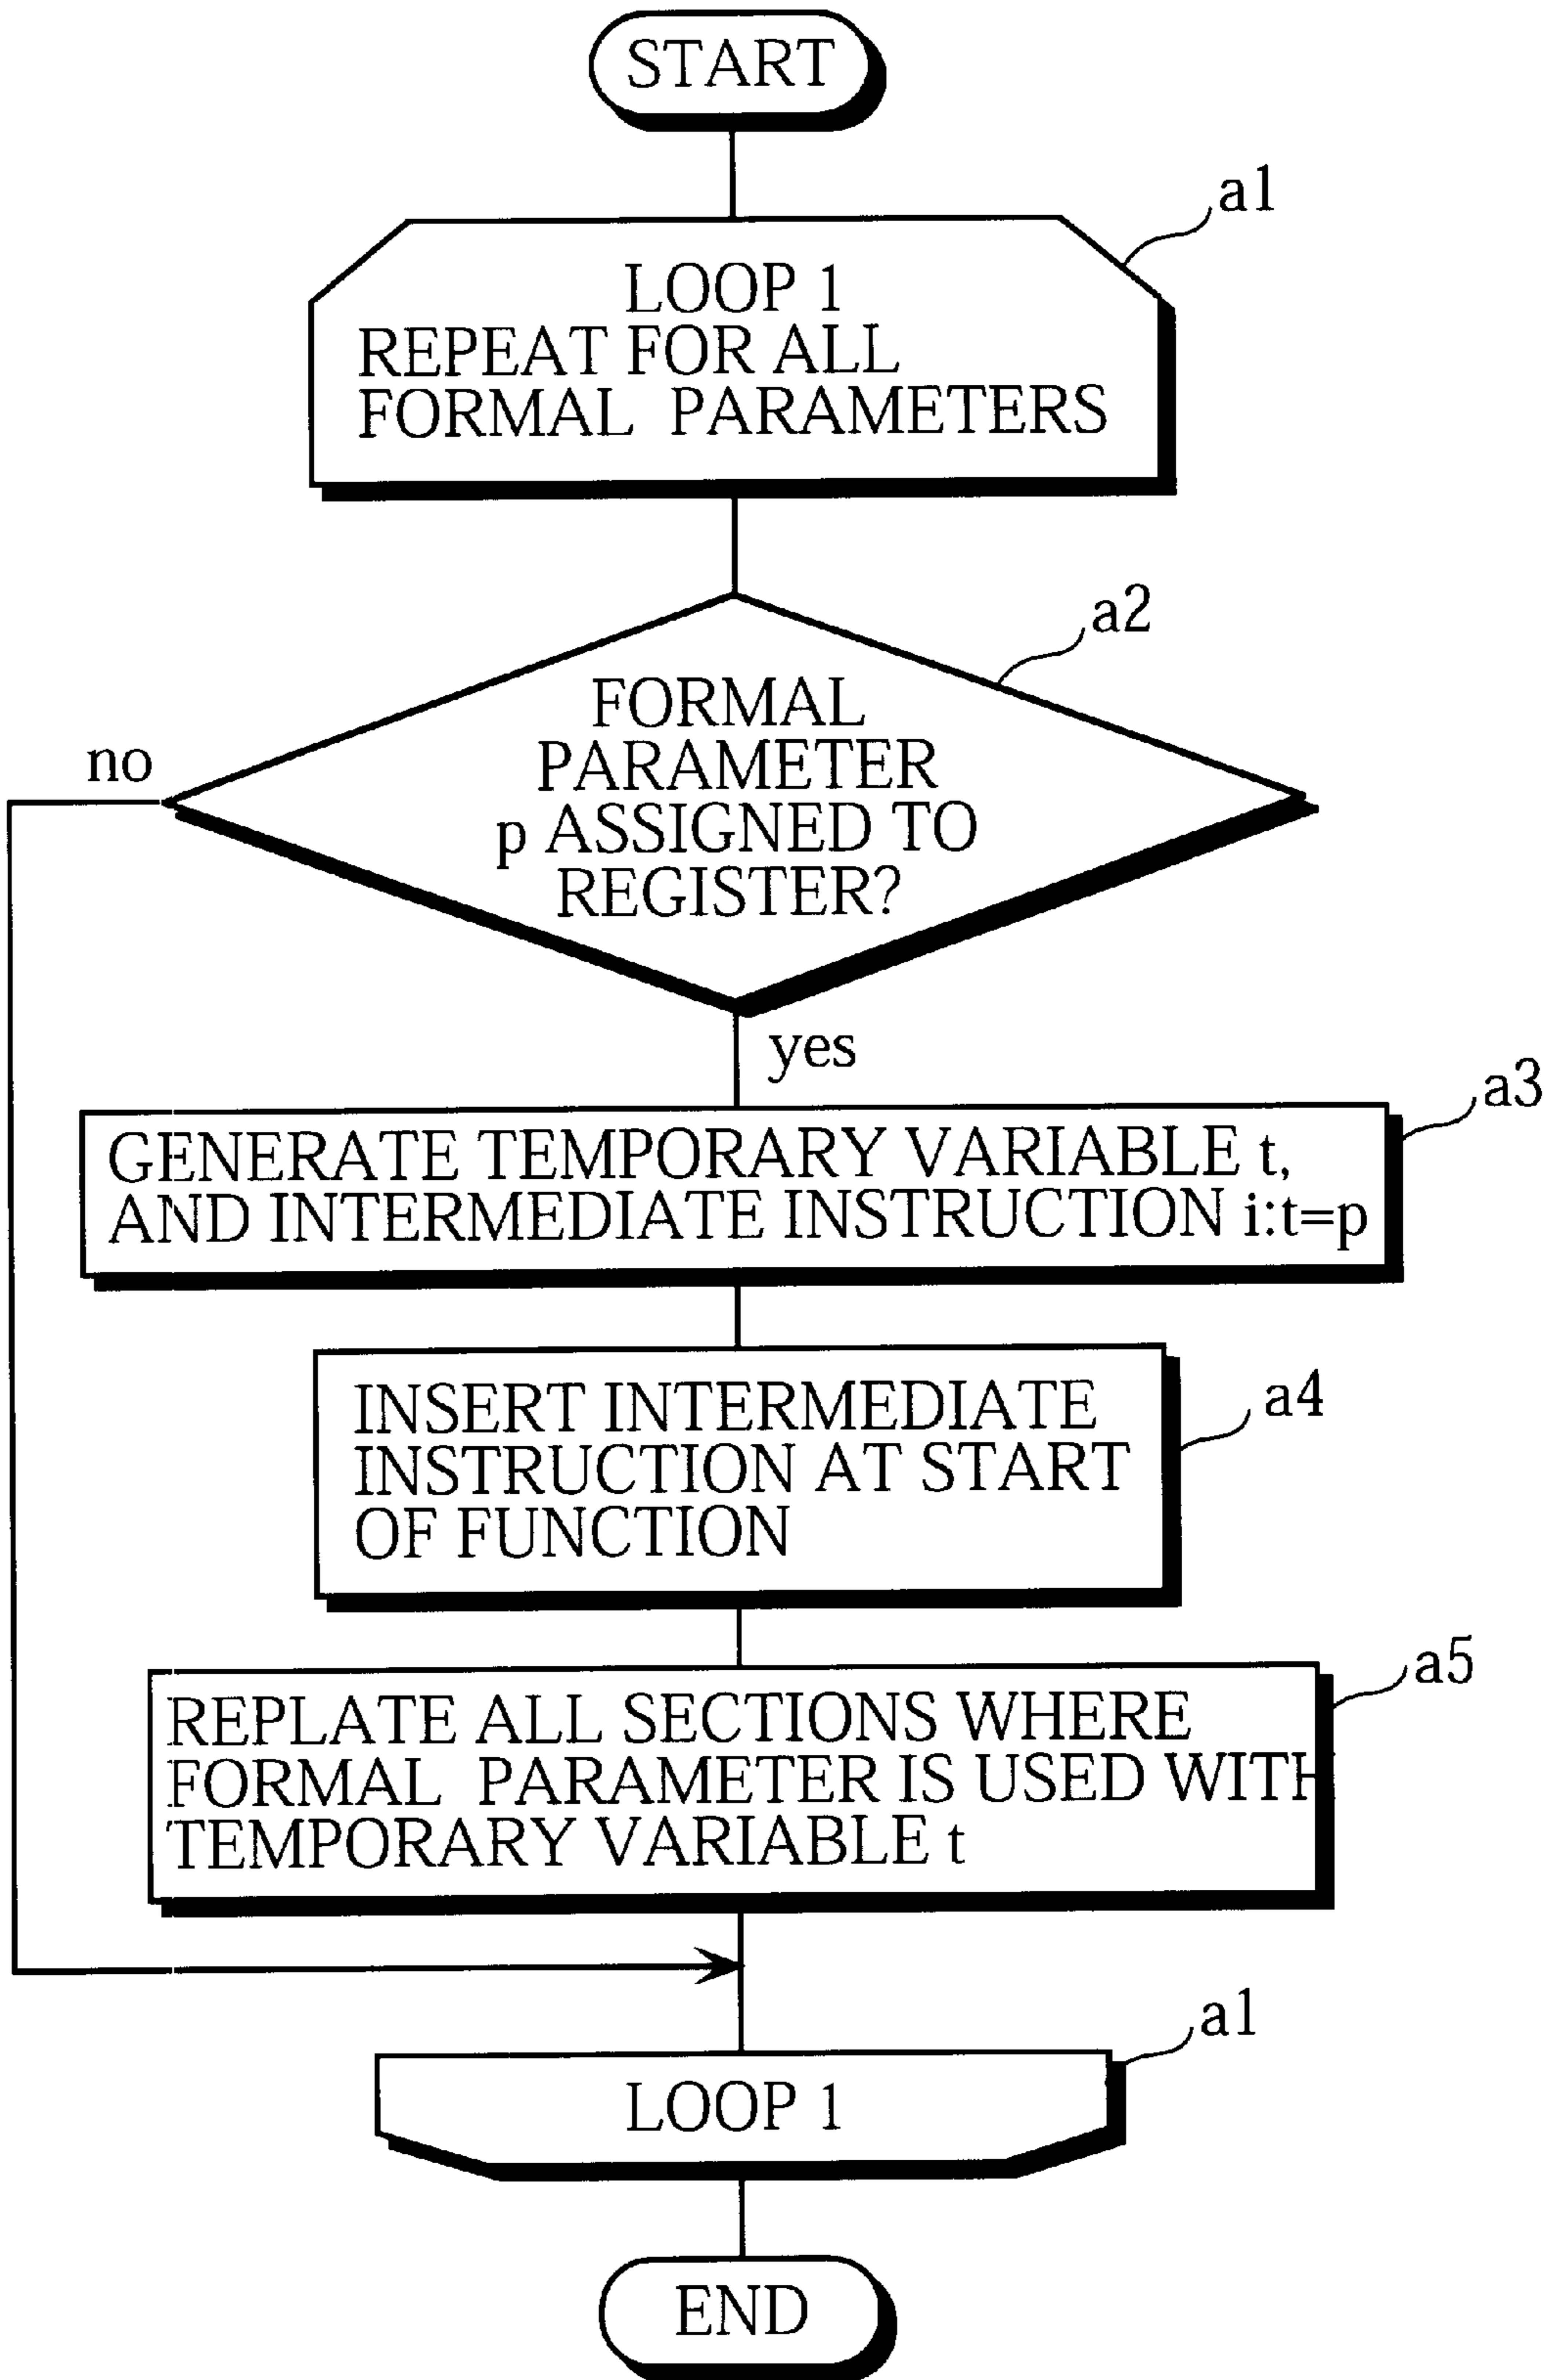 START
a1
LOOP 1
REPEAT FOR ALL
FORMAL PARAMETERS
a2
FORMAL
PARAMETER
p ASSIGNED TO
REGISTER?
no
yes
a3
GENERATE TEMPORARY VARIABLE t,
AND INTERMEDIATE INSTRUCTION i:t=p
a4
INSERT INTERMEDIATE
INSTRUCTION AT START
OF FUNCTION
a5
REPLATE ALL SECTIONS WHERE
FORMAL PARAMETER IS USED WITH
TEMPORARY VARIABLE t
a1
LOOP 1
END